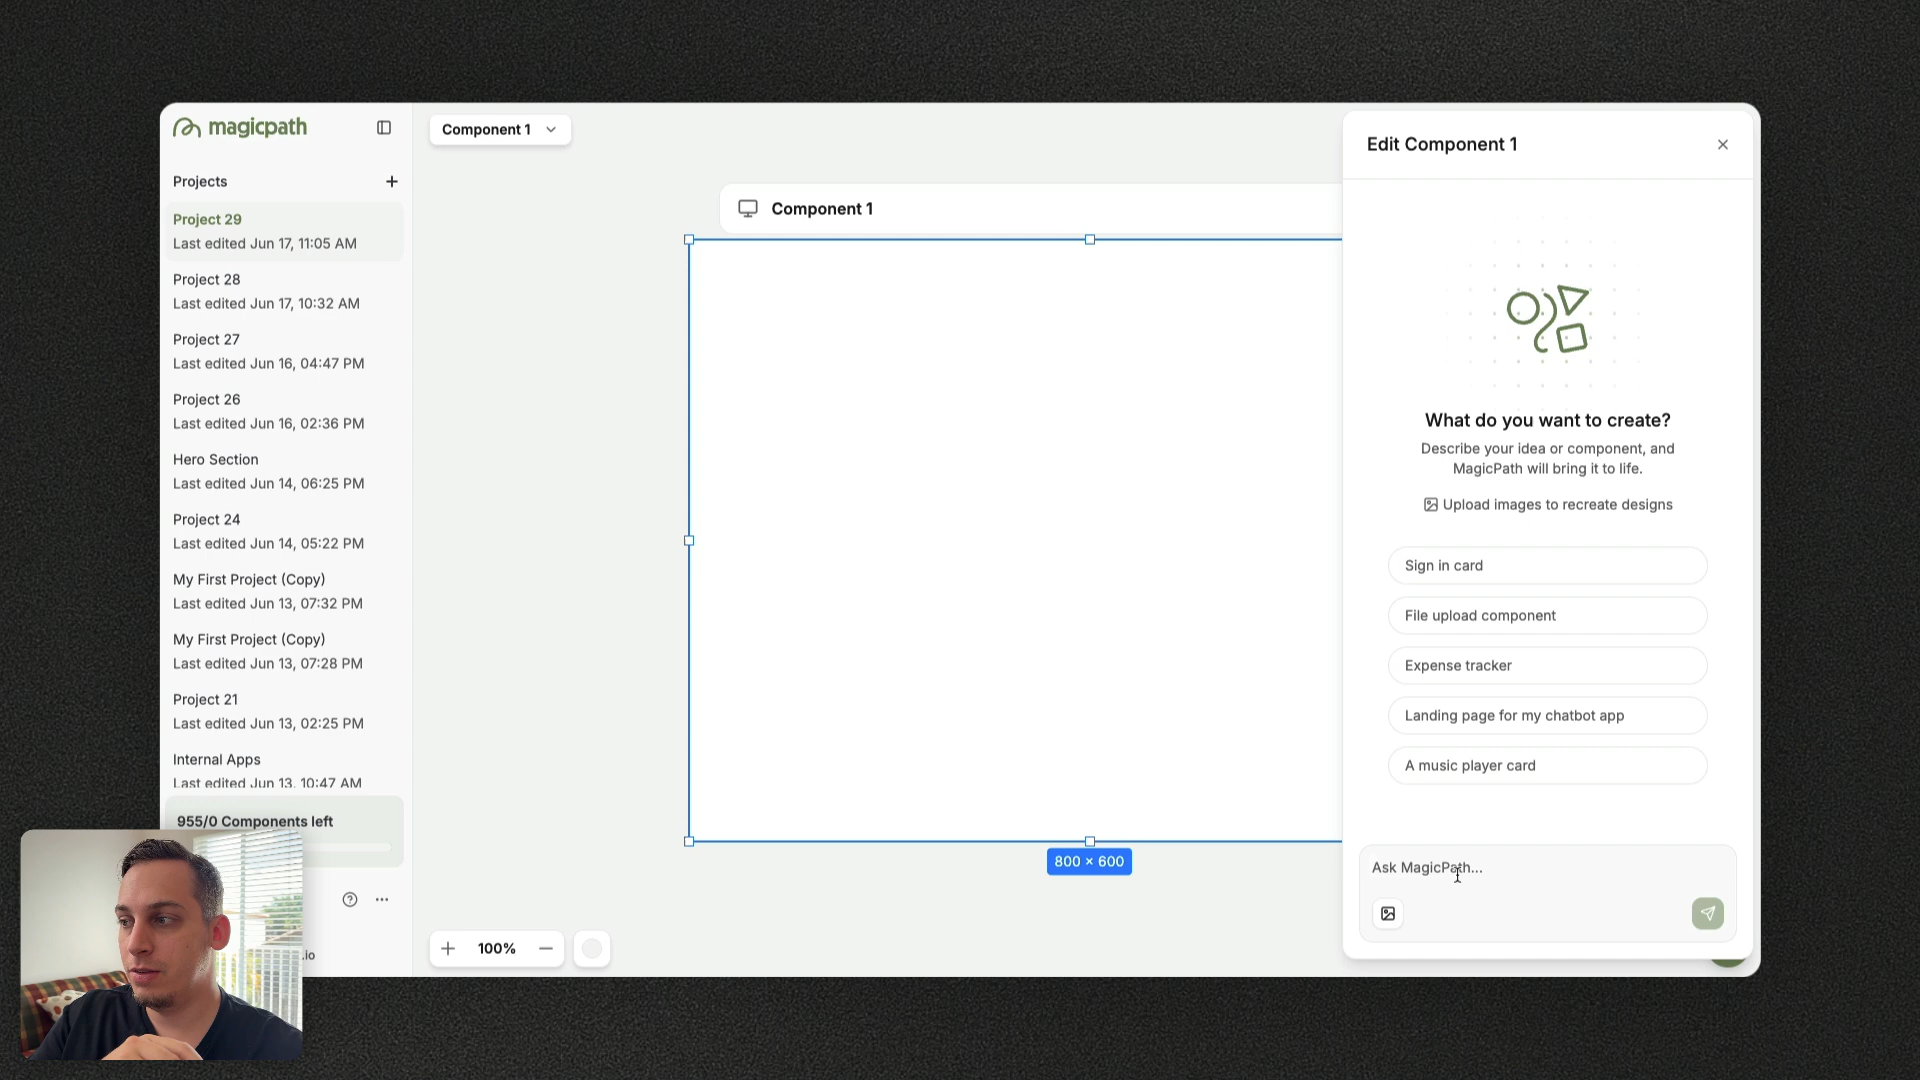 magicpath
Projects
Project 29
Last edited Jun 17, 11:05 AM
Project 28
Last edited Jun 17, 10:32 AM
Project 27
Last edited Jun 16, 04:47 PM
Project 26
Last edited Jun 16, 02:36 PM
Hero Section
Last edited Jun 14, 06:25 PM
Project 24
Last edited Jun 14, 05:22 PM
My First Project (Copy)
Last edited Jun 13, 07:32 PM
My First Project (Copy)
Last edited Jun 13, 07:28 PM
Project 21
Last edited Jun 13, 02:25 PM
Internal Apps
Last edited Jun 13, 10:47 AM
955/0 Components left
.io
Component 1
Component 1
800 × 600
100%
Edit Component 1
What do you want to create?
Describe your idea or component, and
MagicPath will bring it to life.
Upload images to recreate designs
Sign in card
File upload component
Expense tracker
Landing page for my chatbot app
A music player card
Ask MagicPath...